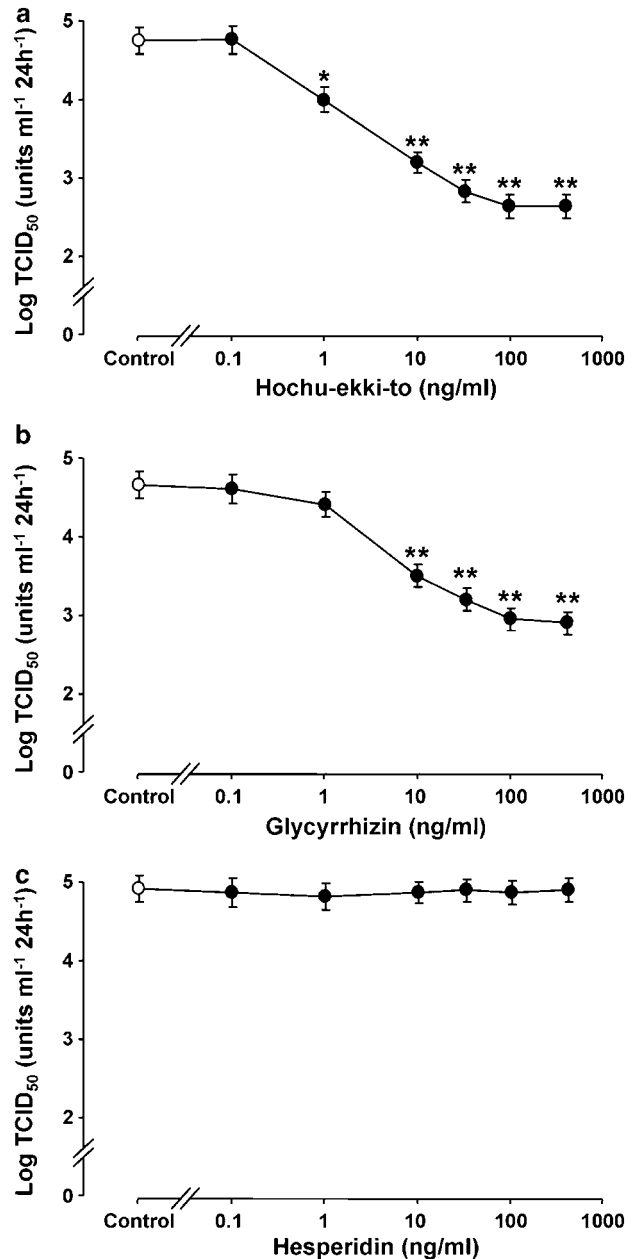 a
5
4
3
2
0
Log TCID50 (units ml-1 24h-1)
*
**
**
**
**
Control 0.1 1 10 100 1000
Hochu-ekki-to (ng/ml)
b
5
4
3
2
0
Log TCID50 (units ml-1 24h-1)
**
**
**
**
Control 0.1 1 10 100 1000
Glycyrrhizin (ng/ml)
c
5
4
3
2
0
Log TCID50 (units ml-1 24h-1)
Control 0.1 1 10 100 1000
Hesperidin (ng/ml)